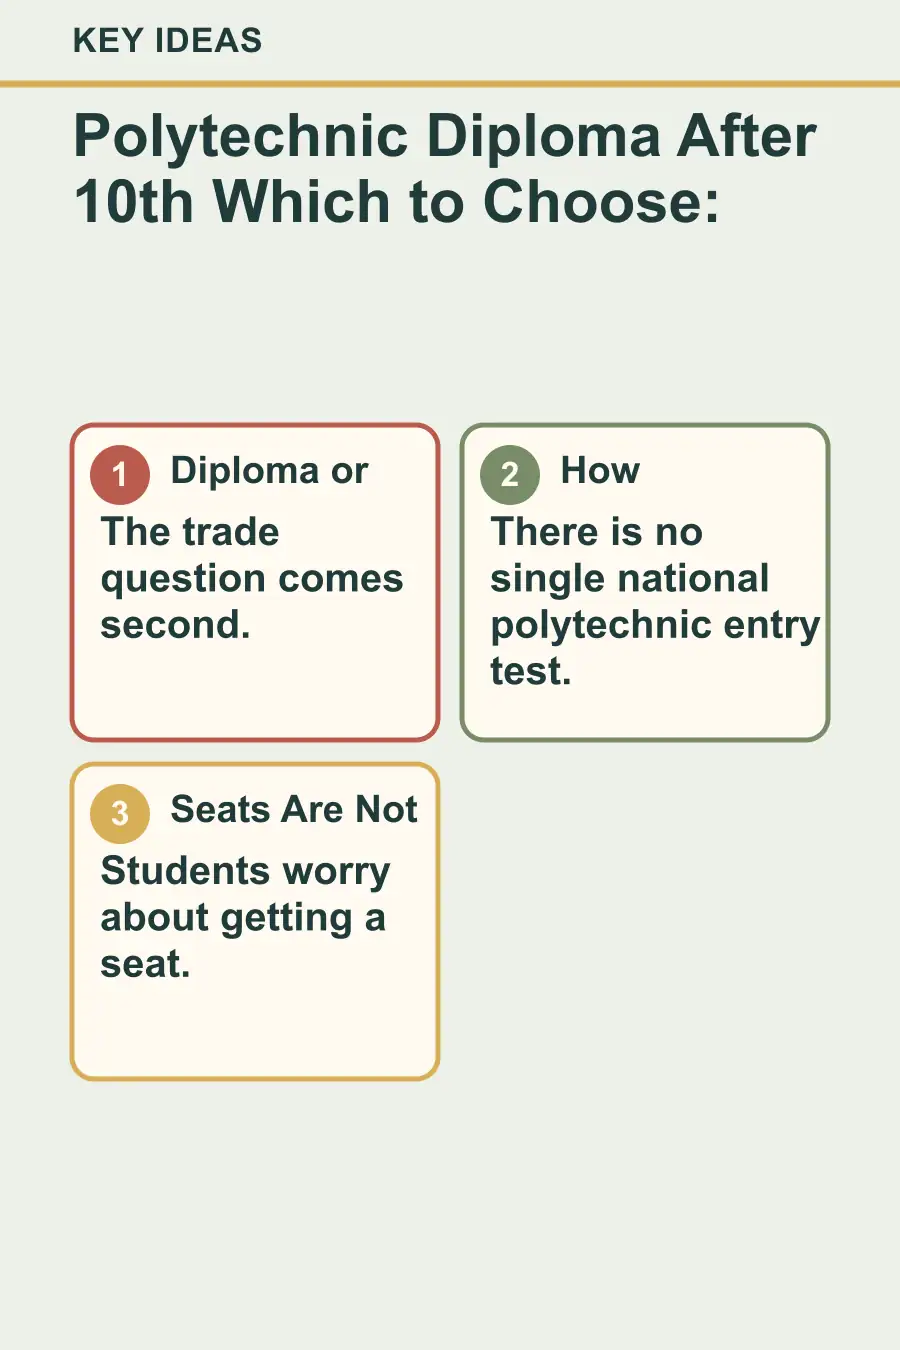 KEY IDEAS
Polytechnic Diploma After
10th Which to Choose:
1 Diploma or
The trade
question comes
second.
2 How
There is no
single national
polytechnic entry
test.
3 Seats Are Not
Students worry
about getting a
seat.